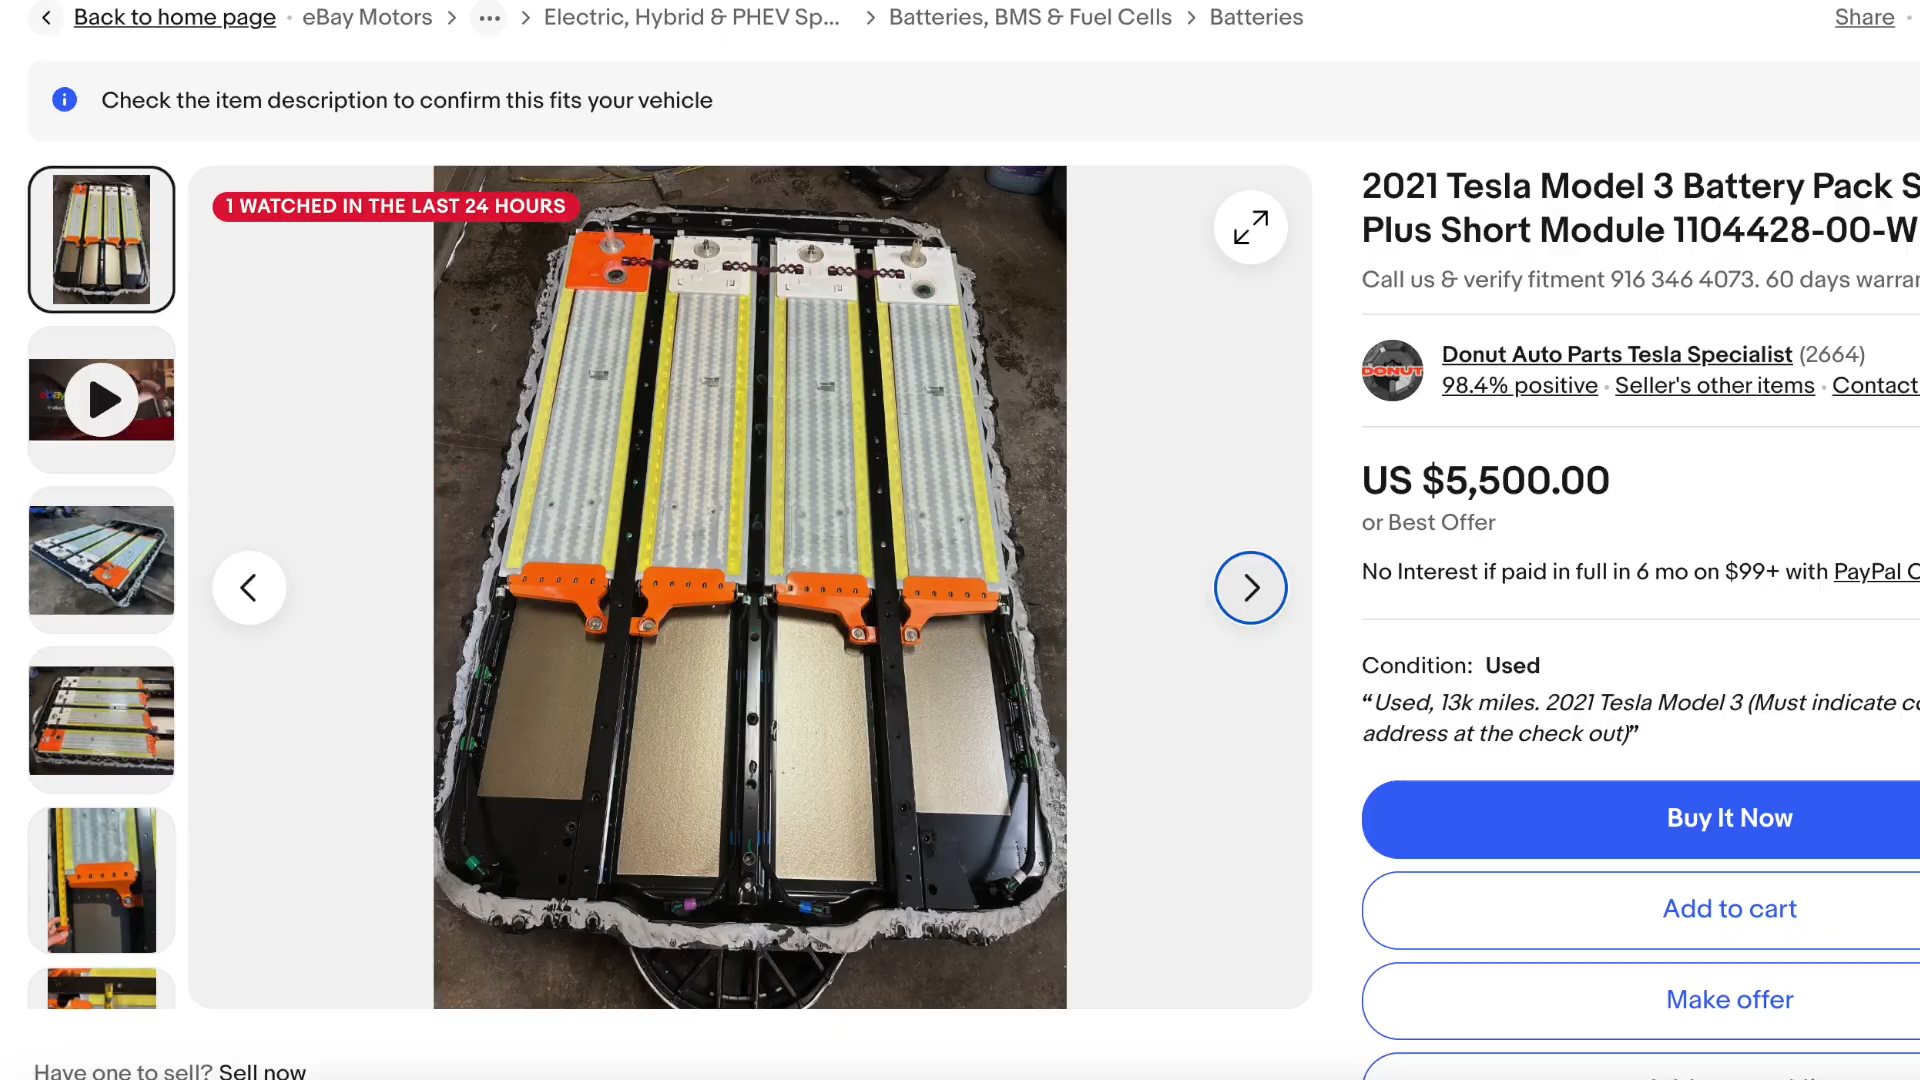 Back to home page · eBay Motors > ... > Electric, Hybrid & PHEV Sp... > Batteries, BMS & Fuel Cells > Batteries
Share
Check the item description to confirm this fits your vehicle
1 WATCHED IN THE LAST 24 HOURS
ebay
2021 Tesla Model 3 Battery Pack S
Plus Short Module 1104428-00-W
Call us & verify fitment 916 346 4073. 60 days warrar
DONUT
Donut Auto Parts Tesla Specialist (2664)
98.4% positive · Seller's other items · Contact
US $5,500.00
or Best Offer
No Interest if paid in full in 6 mo on $99+ with PayPal C
Condition: Used
“Used, 13k miles. 2021 Tesla Model 3 (Must indicate co
address at the check out)”
Buy It Now
Add to cart
Make offer
Have one to sell? Sell now